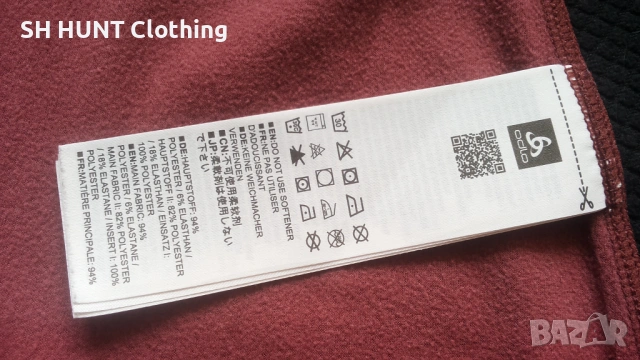 SH HUNT Clothing
odlo
30
■EN:DO NOT USE SOFTENER
■FR:NE PAS UTILISER
D'ADOUCISSANT
■DE:KEINE WEICHMACHER
VERWENDEN.
■CN:不可使用柔软剂
■JP:柔軟剤は使用しない
で下さい
■DE:HAUPTSTOFF: 94%
POLYESTER / 6% ELASTHAN /
HAUPTSTOFF II: 82% POLYESTER
/ 18% ELASTHAN / EINSATZ I:
100% POLYESTER
■EN:MAIN FABRIC: 94%
POLYESTER / 6% ELASTANE /
MAIN FABRIC II: 82% POLYESTER
/ 18% ELASTANE / INSERT I: 100%
POLYESTER
■FR:MATIÈRE PRINCIPALE: 94%
BAZAR